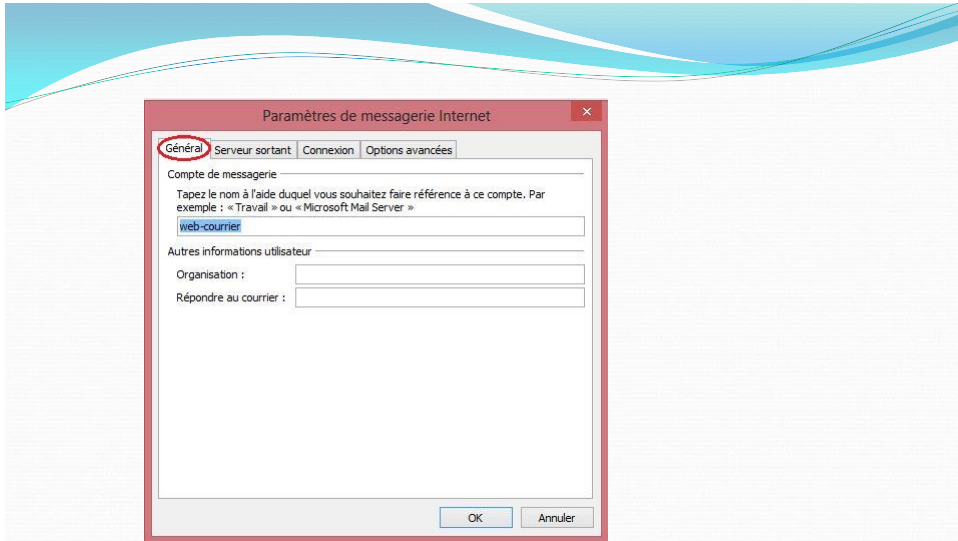 Paramètres de messagerie Internet
Général Serveur sortant Connexion Options avancées
Compte de messagerie
Tapez le nom à l'aide duquel vous souhaitez faire référence à ce compte. Par
exemple : « Travail » ou « Microsoft Mail Server »
web-courrier
Autres informations utilisateur
Organisation :
Répondre au courrier :
OK Annuler